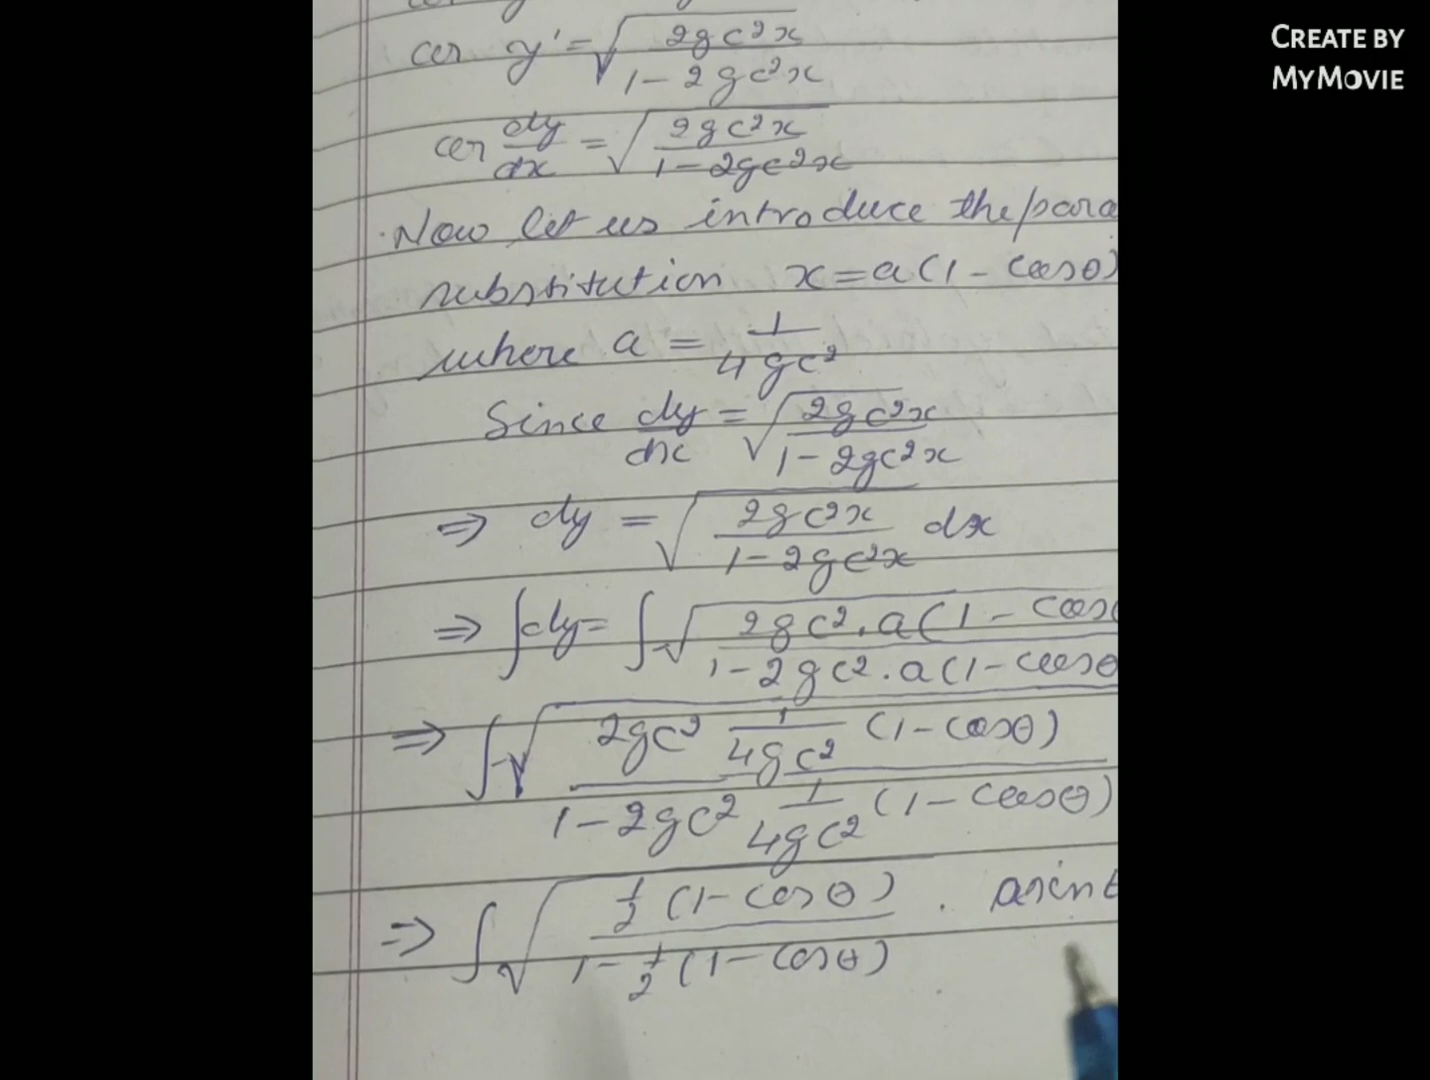 or y' = √(2gc²x / 1 - 2gc²x)
or dy/dx = √(2gc²x / 1 - 2gc²x)
Now let us introduce the para
substitution x = a(1 - cosθ)
where a = 1/4gc²
Since dy/dx = √(2gc²x / 1 - 2gc²x)
⇒ dy = √(2gc²x / 1 - 2gc²x) dx
⇒ ∫dy = ∫√(2gc².a(1 - cos / 1 - 2gc².a(1 - cosθ
⇒ ∫√(2gc² 1/4gc² (1 - cosθ) / 1 - 2gc² 1/4gc² (1 - cosθ))
⇒ ∫√(1/2 (1 - cosθ) / 1 - 1/2 (1 - cosθ)) . asinθ
CREATE BY
MYMOVIE